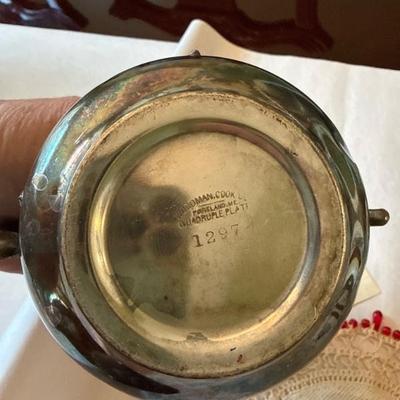 WOODMAN, COOK CO
PORTLAND, ME.
QUADRUPLE PLATE
1297